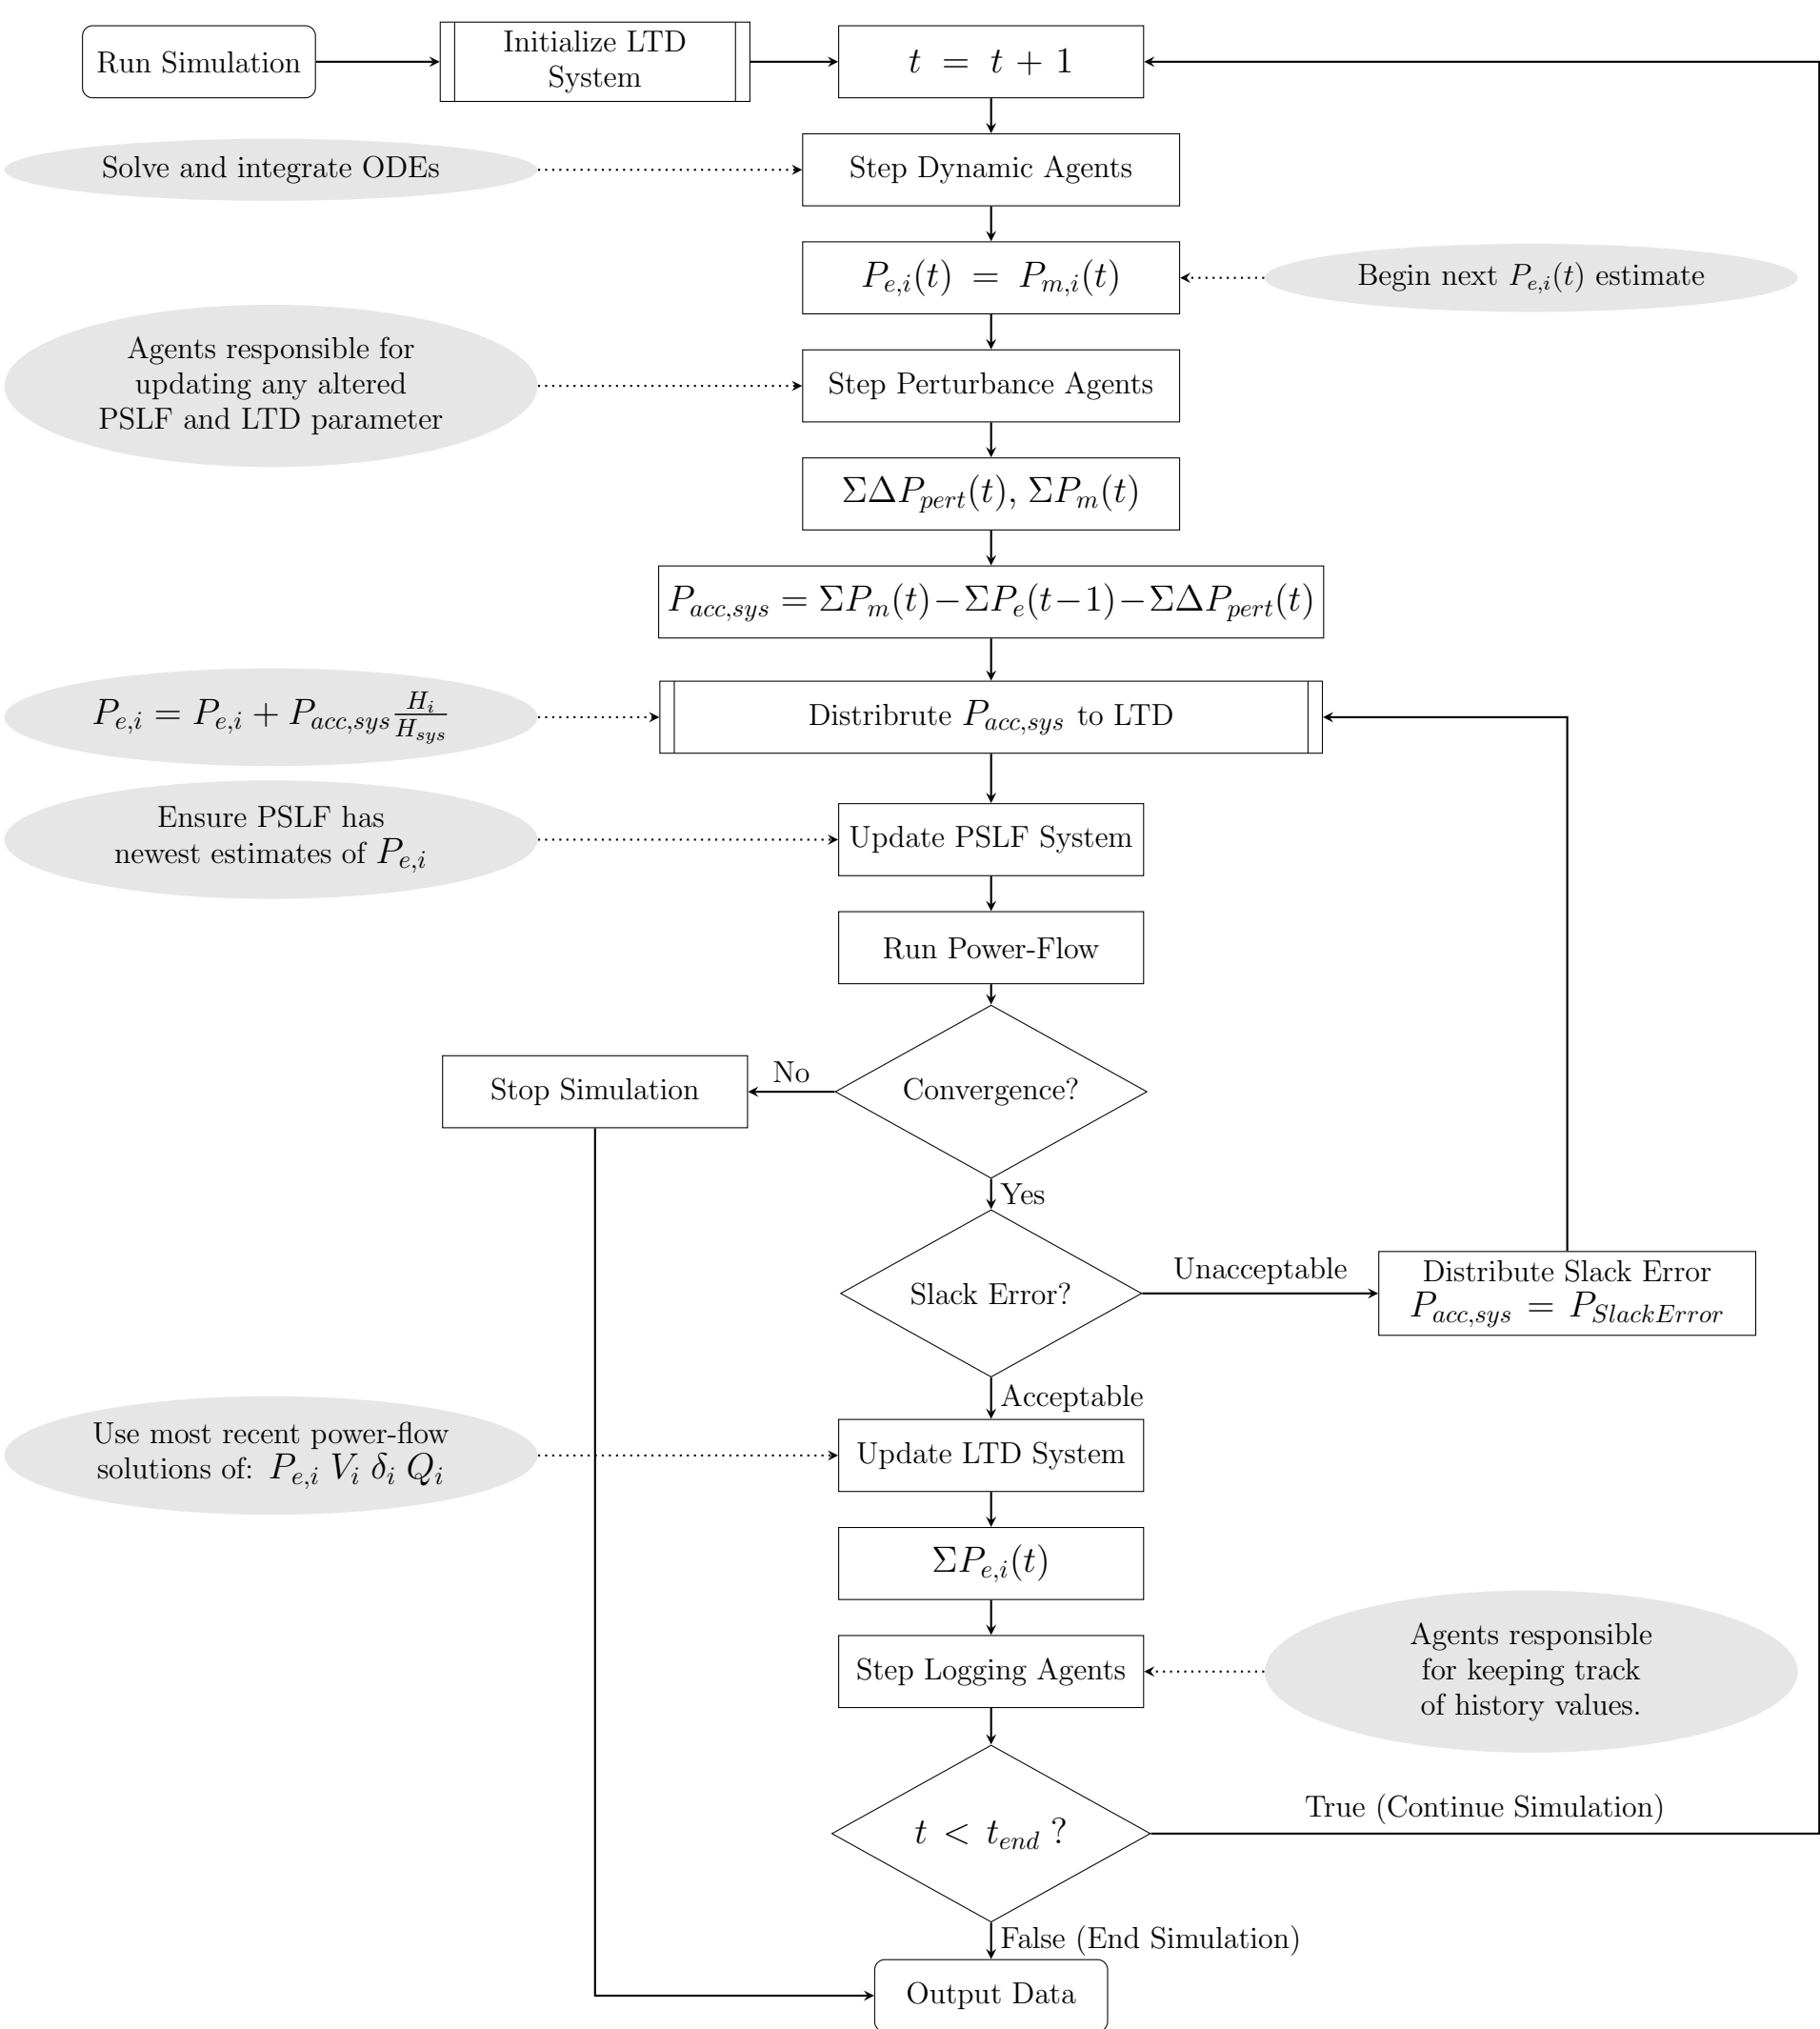 Run Simulation
Initialize LTD
System
t = t + 1
Solve and integrate ODEs
Step Dynamic Agents
P_{e,i}(t) = P_{m,i}(t)
Begin next P_{e,i}(t) estimate
Agents responsible for
updating any altered
PSLF and LTD parameter
Step Perturbance Agents
ΣΔP_{pert}(t), ΣP_m(t)
P_{acc,sys} = ΣP_m(t)−ΣP_e(t−1)−ΣΔP_{pert}(t)
P_{e,i} = P_{e,i} + P_{acc,sys} \frac{H_i}{H_{sys}}
Distribrute P_{acc,sys} to LTD
Ensure PSLF has
newest estimates of P_{e,i}
Update PSLF System
Run Power-Flow
Convergence?
No
Stop Simulation
Yes
Slack Error?
Unacceptable
Distribute Slack Error
P_{acc,sys} = P_{SlackError}
Acceptable
Use most recent power-flow
solutions of: P_{e,i} V_i δ_i Q_i
Update LTD System
ΣP_{e,i}(t)
Step Logging Agents
Agents responsible
for keeping track
of history values.
t < t_{end} ?
True (Continue Simulation)
False (End Simulation)
Output Data